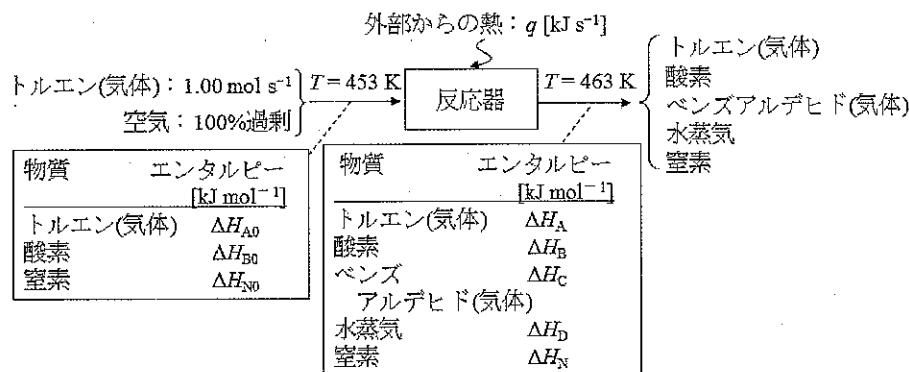 外部からの熱：q [kJ s⁻¹]
トルエン(気体)：1.00 mol s⁻¹
空気：100%過剰
T = 453 K
反応器
T = 463 K
トルエン(気体)
酸素
ベンズアルデヒド(気体)
水蒸気
窒素
物質 エンタルピー
[kJ mol⁻¹]
トルエン(気体) ΔH_A0
酸素 ΔH_B0
窒素 ΔH_N0
物質 エンタルピー
[kJ mol⁻¹]
トルエン(気体) ΔH_A
酸素 ΔH_B
ベンズ ΔH_C
アルデヒド(気体)
水蒸気 ΔH_D
窒素 ΔH_N